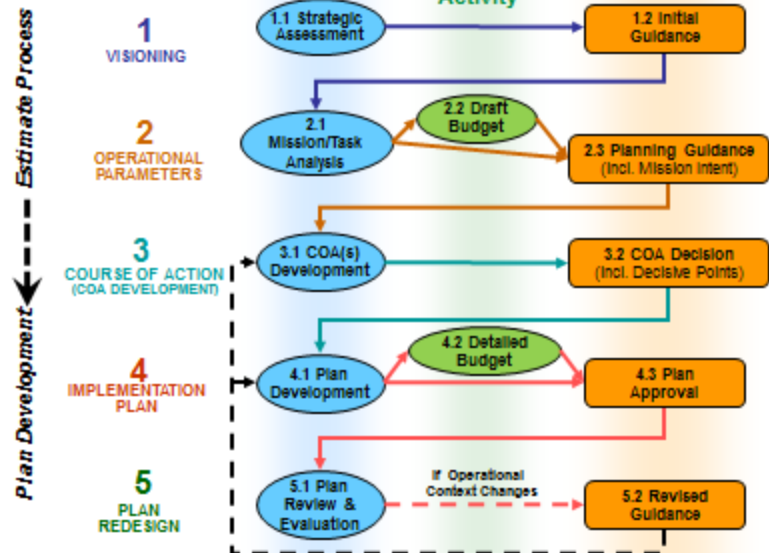 Activity
Estimate Process
Plan Development
1
VISIONING
1.1 Strategic
Assessment
1.2 Initial
Guidance
2
OPERATIONAL
PARAMETERS
2.1
Mission/Task
Analysis
2.2 Draft
Budget
2.3 Planning Guidance
(Incl. Mission Intent)
3
COURSE OF ACTION
(COA DEVELOPMENT)
3.1 COA(s)
Development
3.2 COA Decision
(Incl. Decisive Points)
4
IMPLEMENTATION
PLAN
4.1 Plan
Development
4.2 Detailed
Budget
4.3 Plan
Approval
5
PLAN
REDESIGN
5.1 Plan
Review &
Evaluation
If Operational
Context Changes
5.2 Revised
Guidance